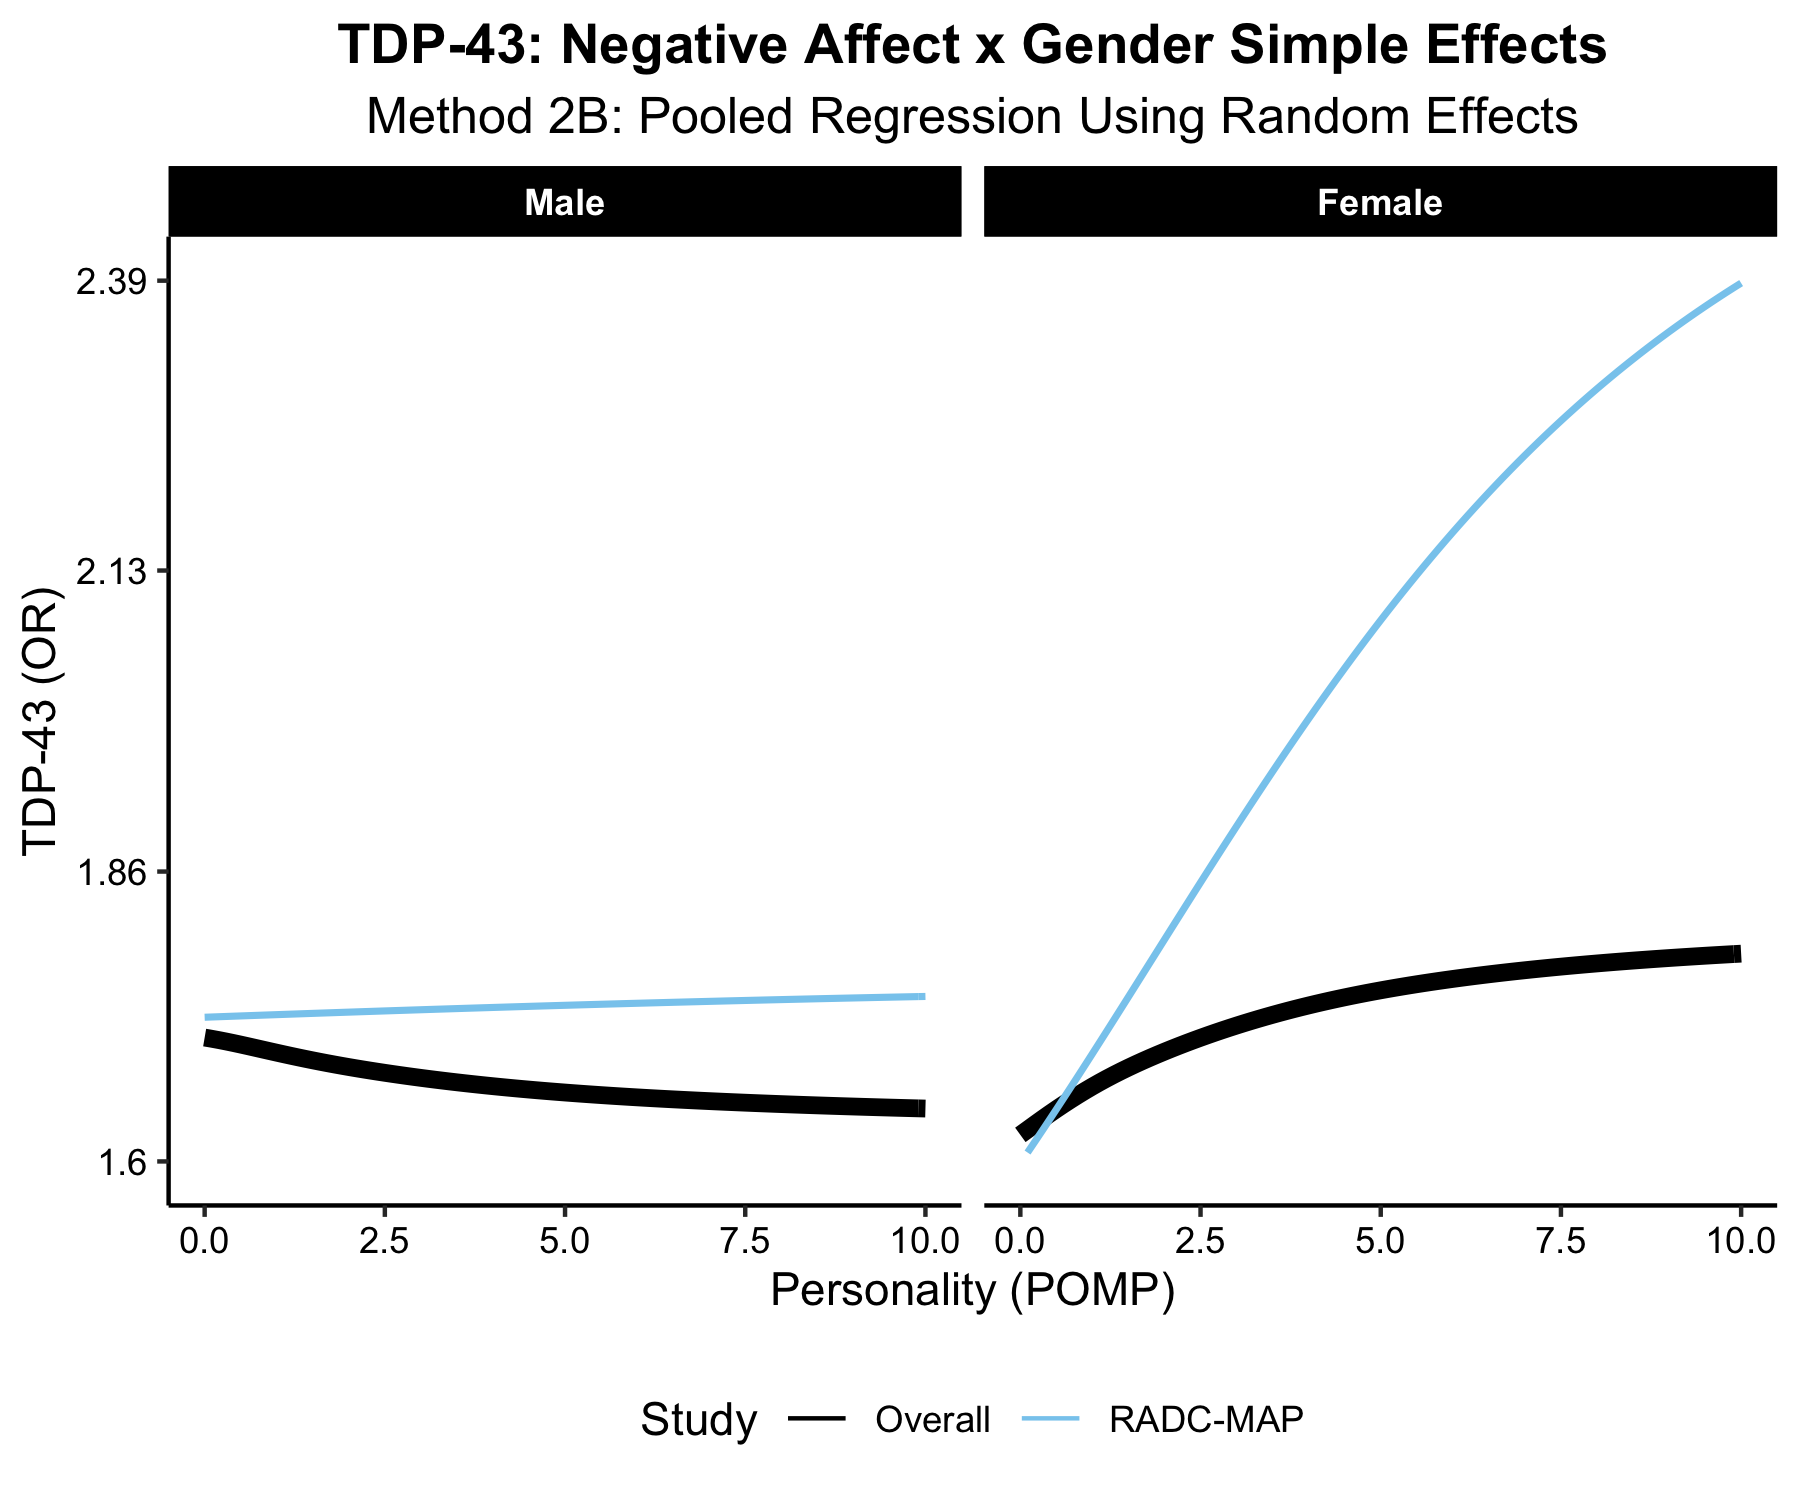 TDP-43: Negative Affect x Gender Simple Effects
Method 2B: Pooled Regression Using Random Effects
Male
Female
TDP-43 (OR)
2.39
2.13
1.86
1.6
0.0 2.5 5.0 7.5 10.0
0.0 2.5 5.0 7.5 10.0
Personality (POMP)
Study Overall RADC-MAP